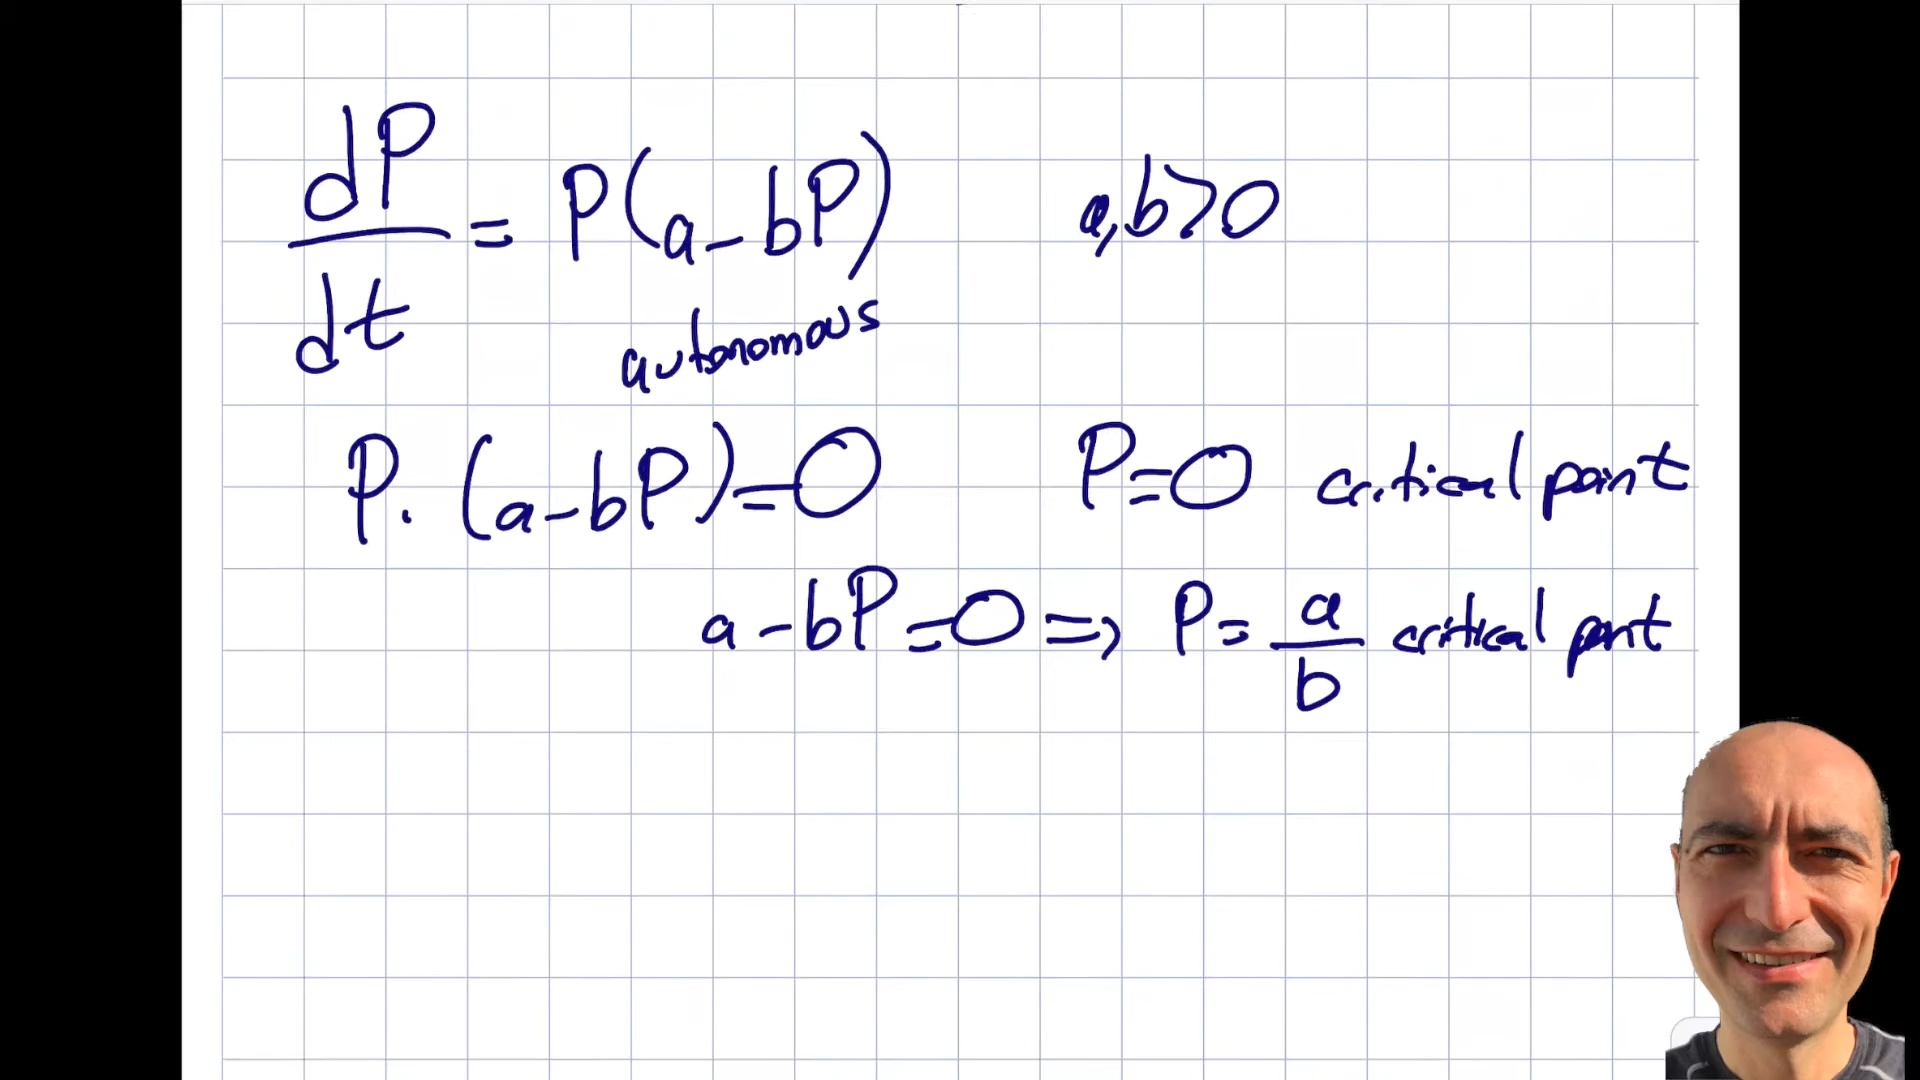 dP/dt = P(a-bP) a,b>0
autonomous
P.(a-bP)=0 P=0 critical point
a-bP=0 => P=a/b critical point